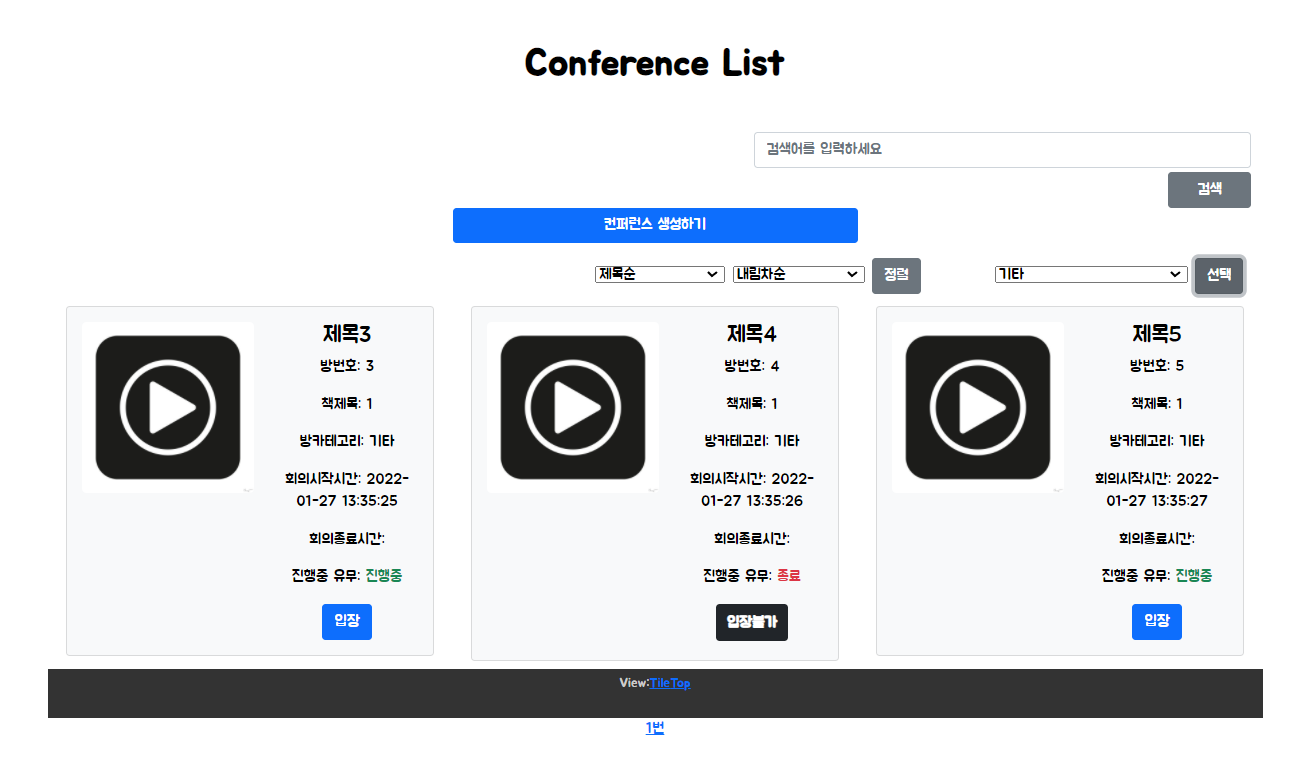 Conference List
검색어를 입력하세요
검색
컨퍼런스 생성하기
제목순 내림차순 정렬 기타 선택
제목3
방번호: 3
책제목: 1
방카테고리: 기타
회의시작시간: 2022-
01-27 13:35:25
회의종료시간:
진행중 유무: 진행중
입장
제목4
방번호: 4
책제목: 1
방카테고리: 기타
회의시작시간: 2022-
01-27 13:35:26
회의종료시간:
진행중 유무: 종료
입장불가
제목5
방번호: 5
책제목: 1
방카테고리: 기타
회의시작시간: 2022-
01-27 13:35:27
회의종료시간:
진행중 유무: 진행중
입장
View:TileTop
1번